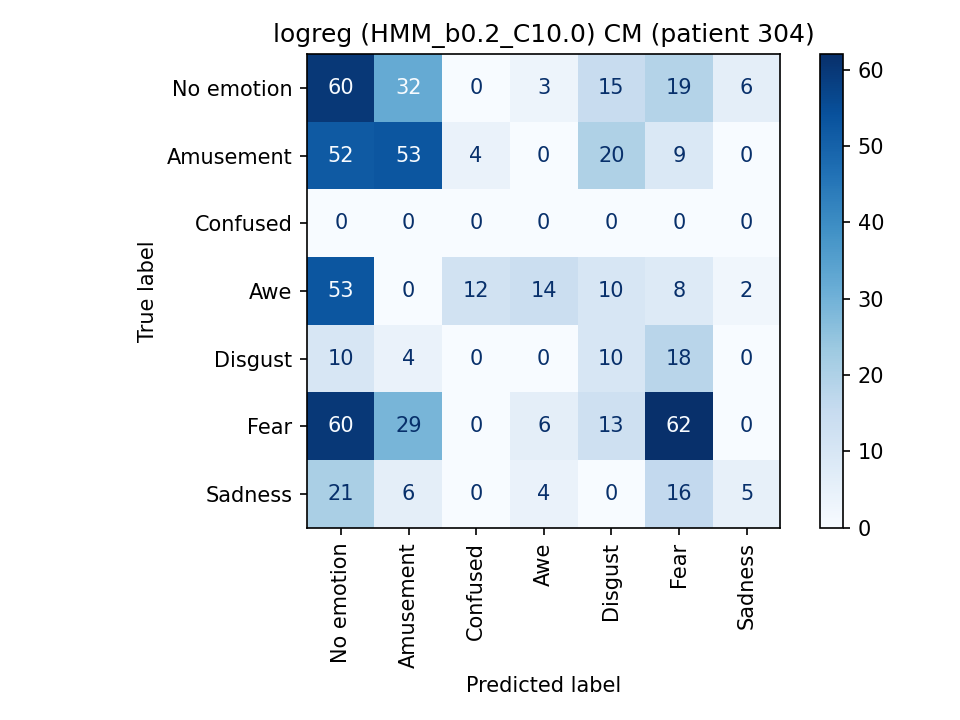 logreg (HMM_b0.2_C10.0) CM (patient 304)
No emotion 60 32 0 3 15 19 6
Amusement 52 53 4 0 20 9 0
Confused 0 0 0 0 0 0 0
Awe 53 0 12 14 10 8 2
Disgust 10 4 0 0 10 18 0
Fear 60 29 0 6 13 62 0
Sadness 21 6 0 4 0 16 5
True label
No emotion
Amusement
Confused
Awe
Disgust
Fear
Sadness
Predicted label
60
50
40
30
20
10
0